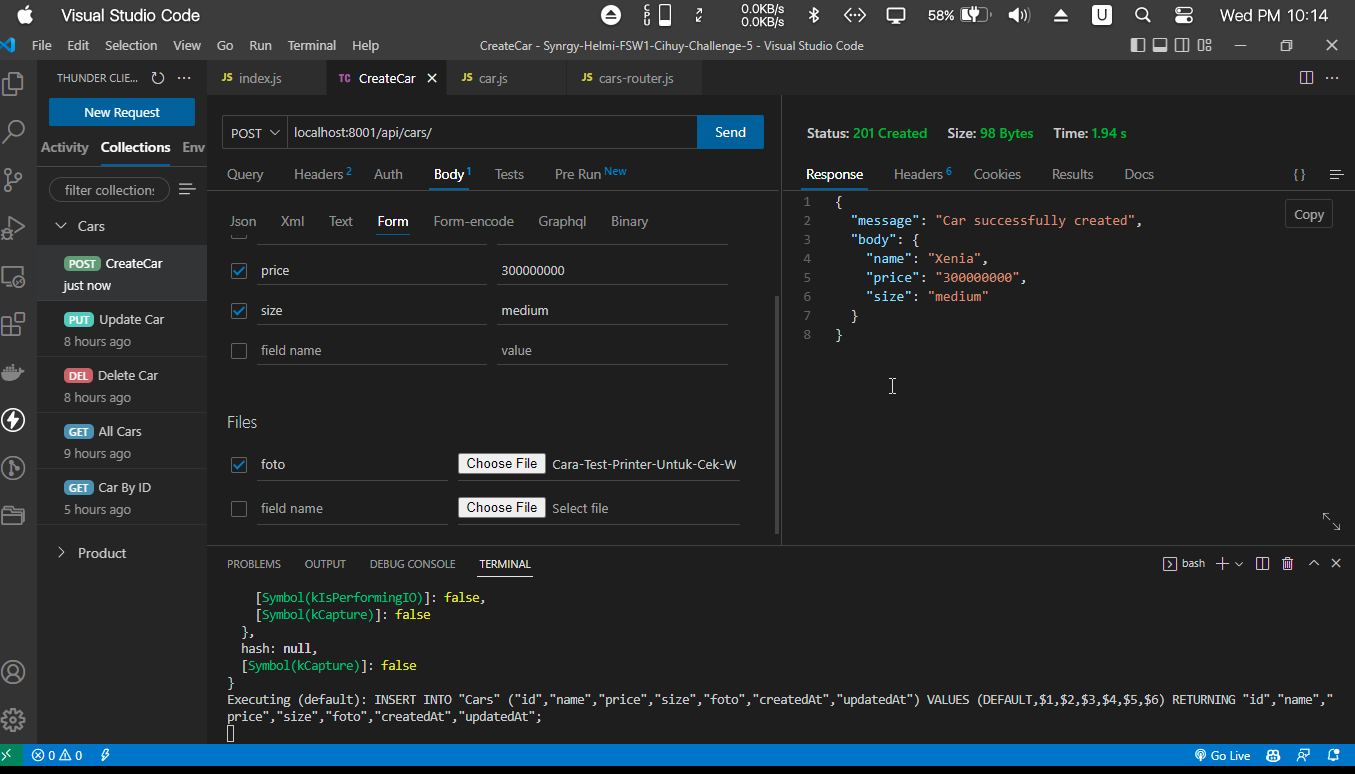 Visual Studio Code
CPU
0.0KB/s
0.0KB/s
58%
U
Wed PM 10:14
File Edit Selection View Go Run Terminal Help
CreateCar - Synrgy-Helmi-FSW1-Cihuy-Challenge-5 - Visual Studio Code
THUNDER CLIE...
JS index.js
TC CreateCar
JS car.js
JS cars-router.js
New Request
Activity Collections Env
filter collections
Cars
POST CreateCar
just now
PUT Update Car
8 hours ago
DEL Delete Car
8 hours ago
GET All Cars
9 hours ago
GET Car By ID
5 hours ago
Product
POST localhost:8001/api/cars/ Send
Query Headers 2 Auth Body 1 Tests Pre Run New
Json Xml Text Form Form-encode Graphql Binary
price 300000000
size medium
field name value
Files
foto Choose File Cara-Test-Printer-Untuk-Cek-W
field name Choose File Select file
Status: 201 Created Size: 98 Bytes Time: 1.94 s
Response Headers 6 Cookies Results Docs { }
Copy
1 {
2 "message": "Car successfully created",
3 "body": {
4 "name": "Xenia",
5 "price": "300000000",
6 "size": "medium"
7 }
8 }
PROBLEMS OUTPUT DEBUG CONSOLE TERMINAL
bash
[Symbol(kIsPerformingIO)]: false,
[Symbol(kCapture)]: false
},
hash: null,
[Symbol(kCapture)]: false
}
Executing (default): INSERT INTO "Cars" ("id","name","price","size","foto","createdAt","updatedAt") VALUES (DEFAULT,$1,$2,$3,$4,$5,$6) RETURNING "id","name","
price","size","foto","createdAt","updatedAt";
0 0
Go Live